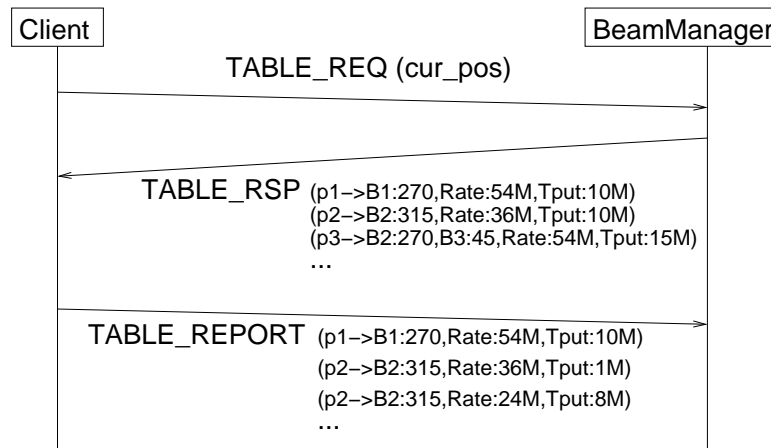 Client
BeamManager
TABLE_REQ (cur_pos)
TABLE_RSP (p1−>B1:270,Rate:54M,Tput:10M)
(p2−>B2:315,Rate:36M,Tput:10M)
(p3−>B2:270,B3:45,Rate:54M,Tput:15M)
...
TABLE_REPORT (p1−>B1:270,Rate:54M,Tput:10M)
(p2−>B2:315,Rate:36M,Tput:1M)
(p2−>B2:315,Rate:24M,Tput:8M)
...